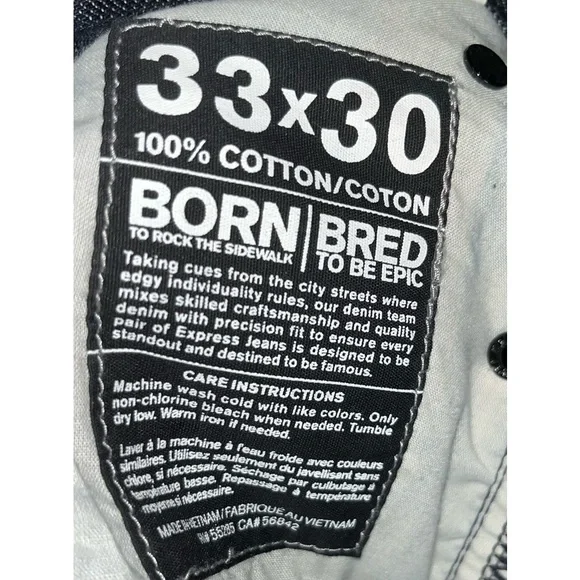 33x30
100% COTTON/COTON
BORN | BRED
TO ROCK THE SIDEWALK | TO BE EPIC
Taking cues from the city streets where
edgy individuality rules, our denim team
mixes skilled craftsmanship and quality
denim with precision fit to ensure every
pair of Express Jeans is designed to be
standout and destined to be famous.
CARE INSTRUCTIONS
Machine wash cold with like colors. Only
non-chlorine bleach when needed. Tumble
dry low. Warm iron if needed.
Laver à la machine à l'eau froide avec couleurs
similaires. Utilisez seulement du javellisant sans
chlore, si nécessaire. Séchage par culbutage à
température basse. Repassage à température
moyenne si nécessaire.
MADE IN VIETNAM/FABRIQUE AU VIETNAM
55285 CA# 56842